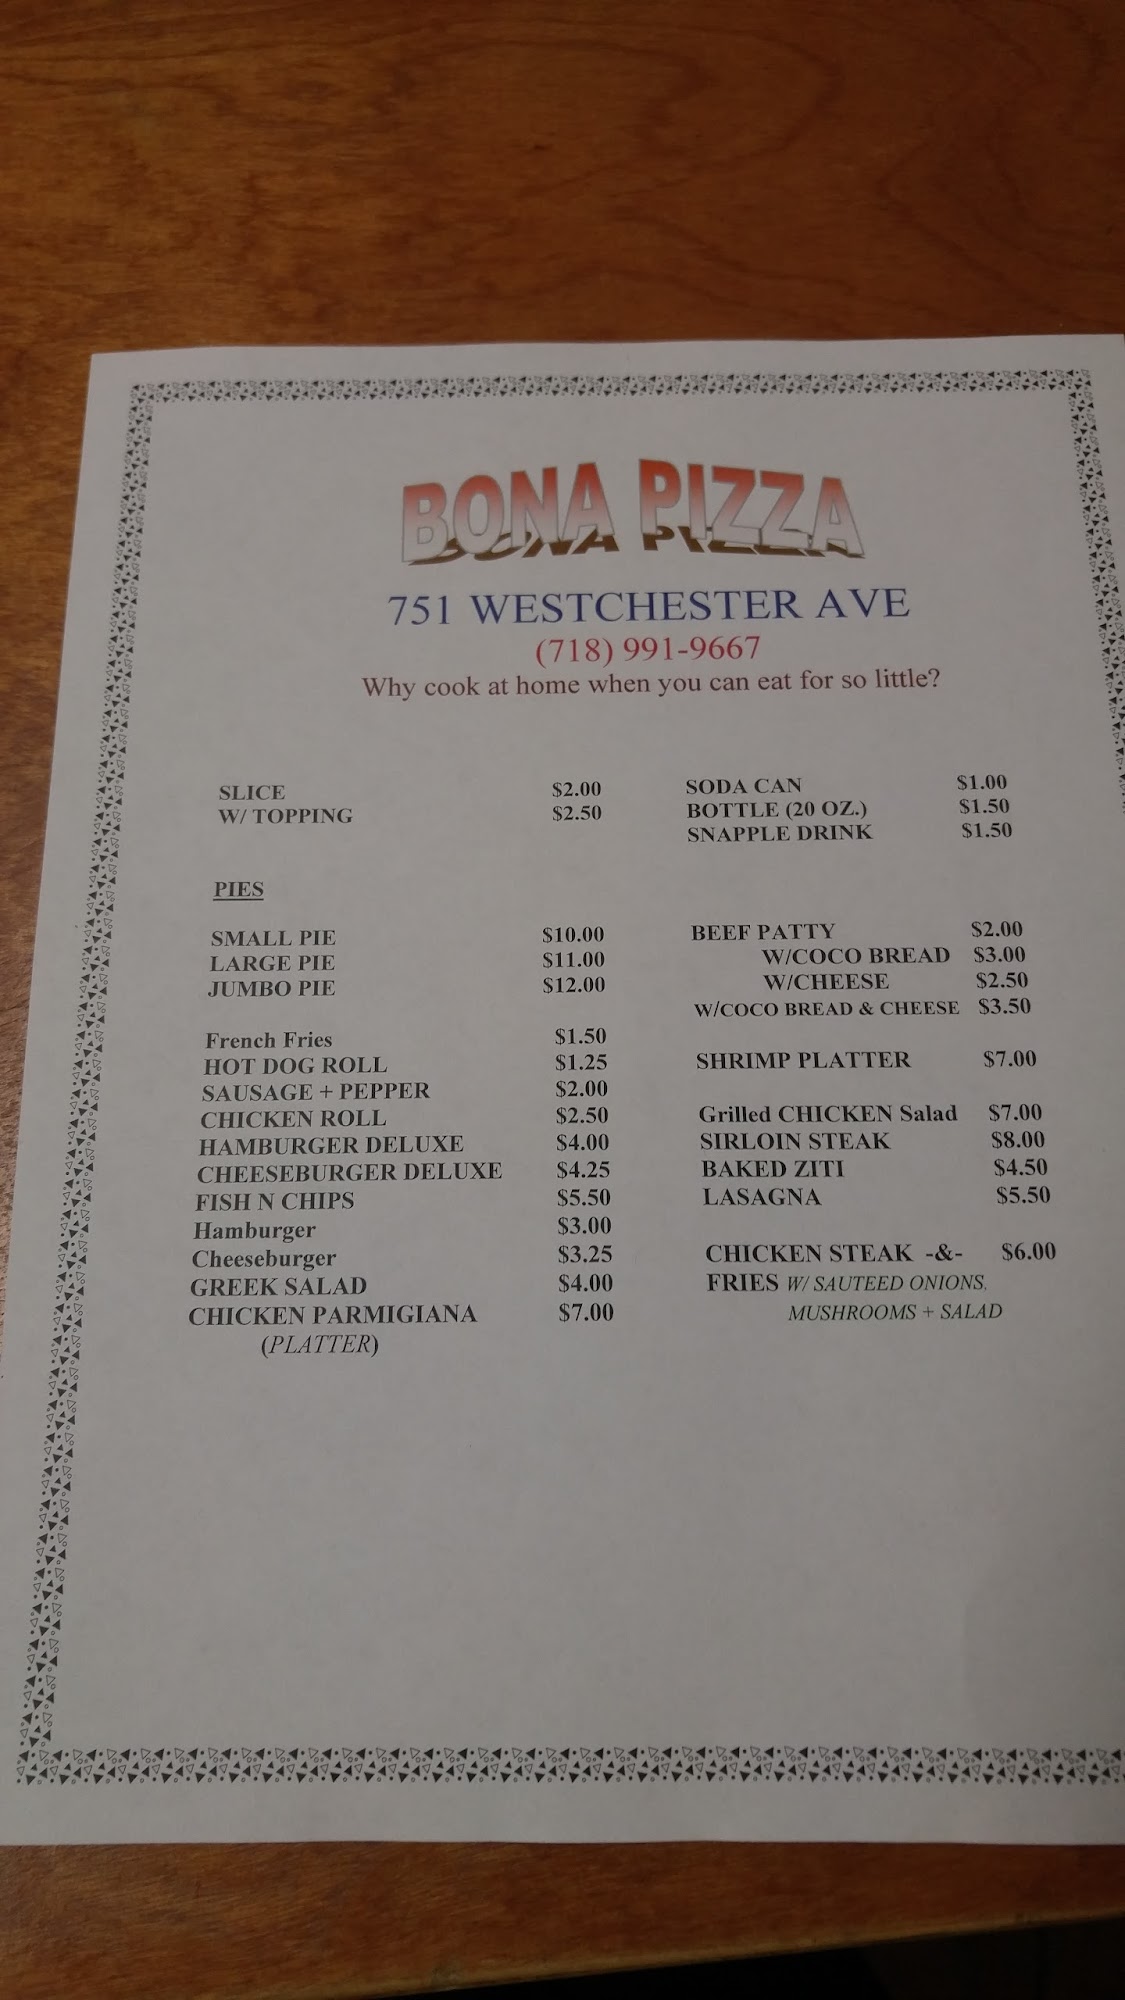 BONA PIZZA
751 WESTCHESTER AVE
(718) 991-9667
Why cook at home when you can eat for so little?
SLICE $2.00
W/ TOPPING $2.50
SODA CAN $1.00
BOTTLE (20 OZ.) $1.50
SNAPPLE DRINK $1.50
PIES
SMALL PIE $10.00
LARGE PIE $11.00
JUMBO PIE $12.00
French Fries $1.50
HOT DOG ROLL $1.25
SAUSAGE + PEPPER $2.00
CHICKEN ROLL $2.50
HAMBURGER DELUXE $4.00
CHEESEBURGER DELUXE $4.25
FISH N CHIPS $5.50
Hamburger $3.00
Cheeseburger $3.25
GREEK SALAD $4.00
CHICKEN PARMIGIANA $7.00
(PLATTER)
BEEF PATTY $2.00
W/COCO BREAD $3.00
W/CHEESE $2.50
W/COCO BREAD & CHEESE $3.50
SHRIMP PLATTER $7.00
Grilled CHICKEN Salad $7.00
SIRLOIN STEAK $8.00
BAKED ZITI $4.50
LASAGNA $5.50
CHICKEN STEAK -&- $6.00
FRIES W/ SAUTEED ONIONS,
MUSHROOMS + SALAD